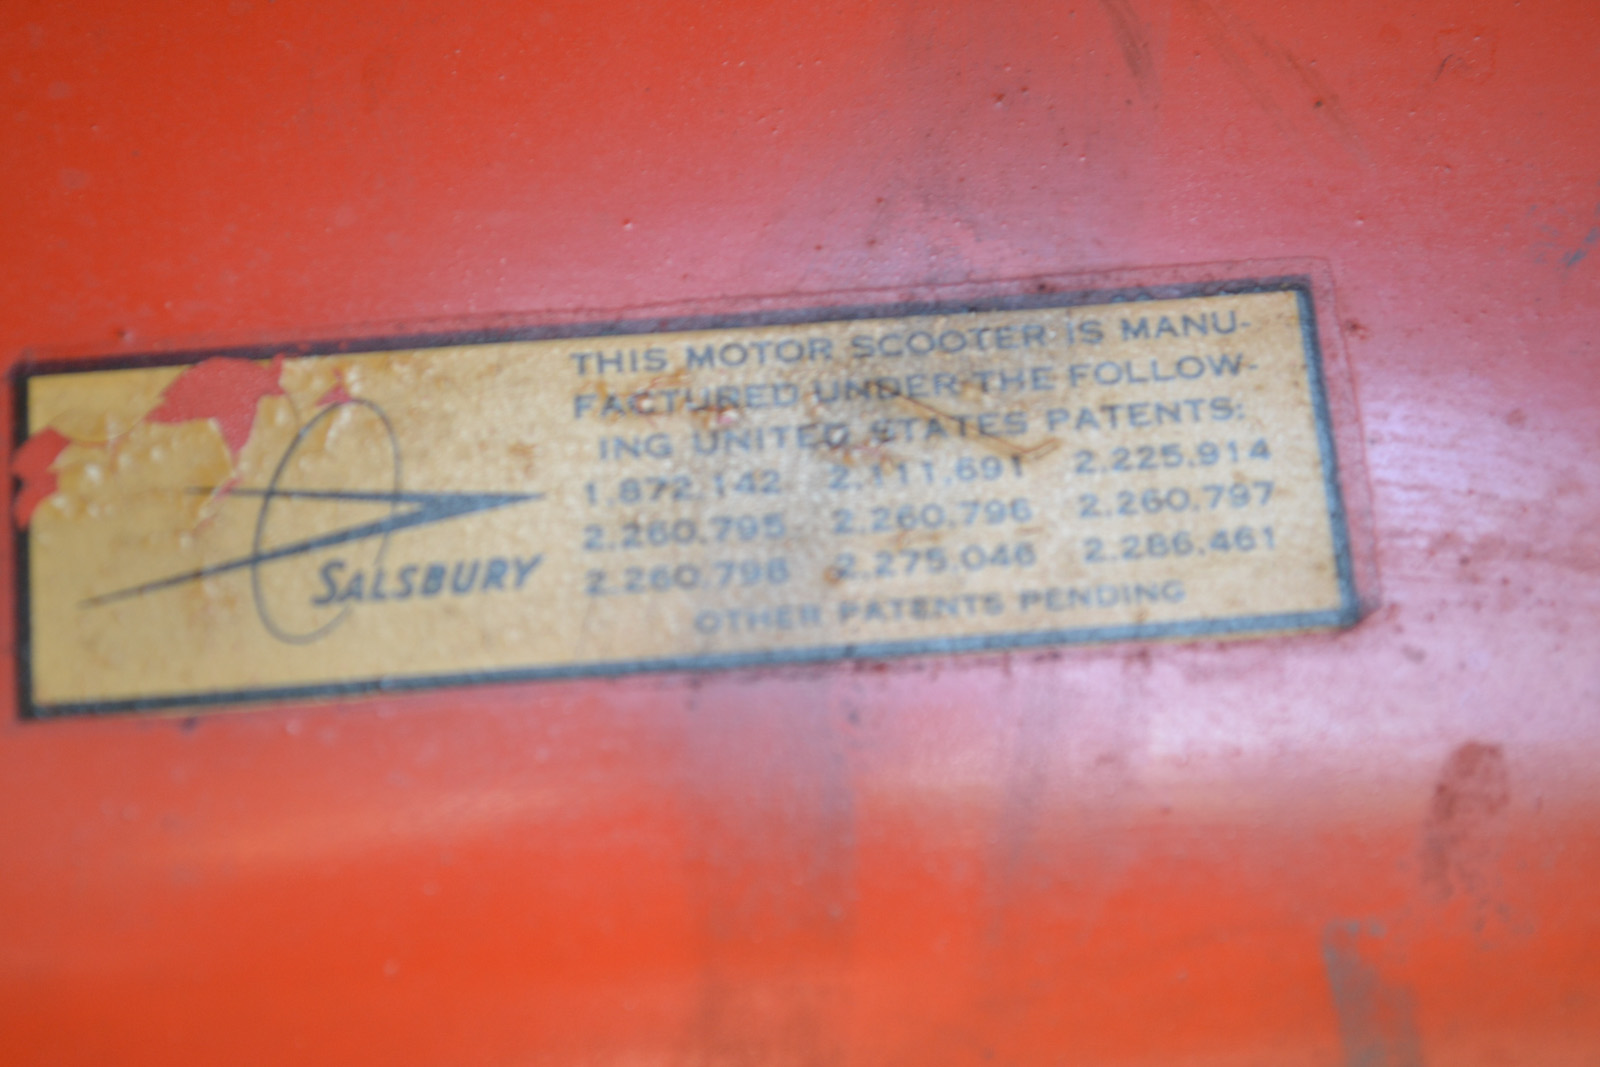 THIS MOTOR SCOOTER IS MANU-
FACTURED UNDER THE FOLLOW-
ING UNITED STATES PATENTS:
1.872.142 2.111.691 2.225.914
2.260.795 2.260.796 2.260.797
2.260.798 2.275.046 2.286.461
OTHER PATENTS PENDING
SALSBURY